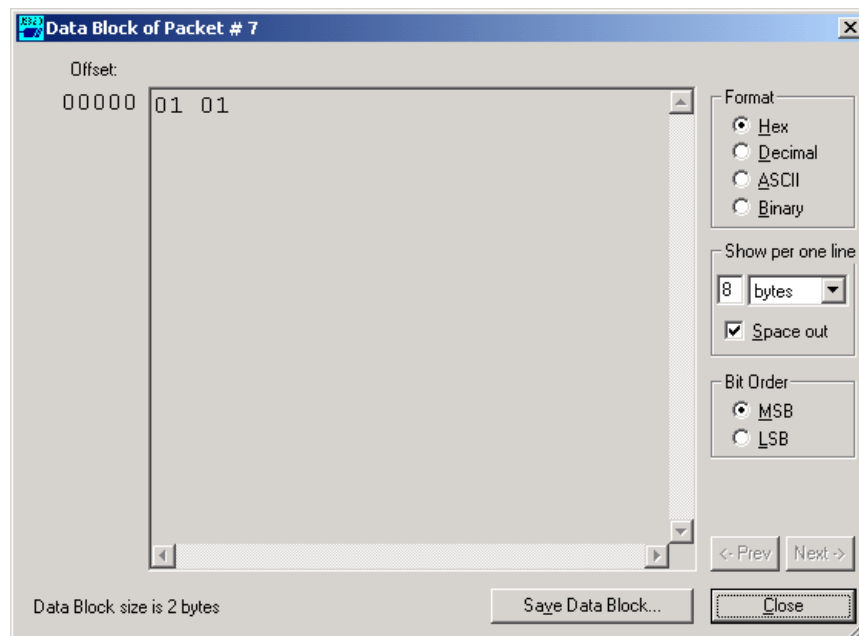 Data Block of Packet # 7
Offset:
00000 01 01
Format
Hex
Decimal
ASCII
Binary
Show per one line
8 bytes
Space out
Bit Order
MSB
LSB
<- Prev Next ->
Data Block size is 2 bytes Save Data Block... Close